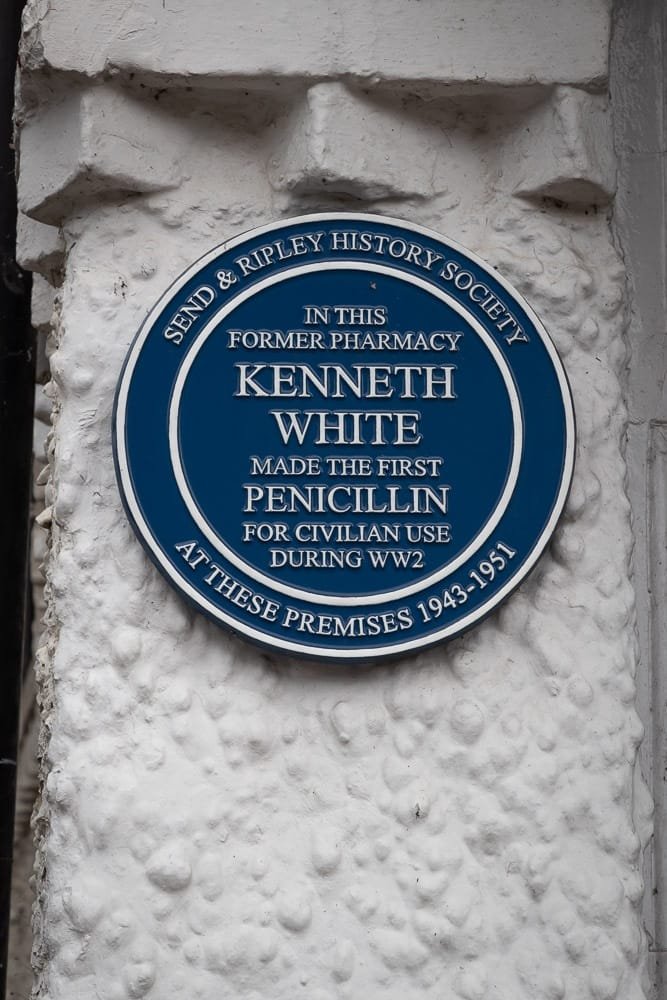 SEND & RIPLEY HISTORY SOCIETY
IN THIS
FORMER PHARMACY
KENNETH
WHITE
MADE THE FIRST
PENICILLIN
FOR CIVILIAN USE
DURING WW2
AT THESE PREMISES 1943-1951